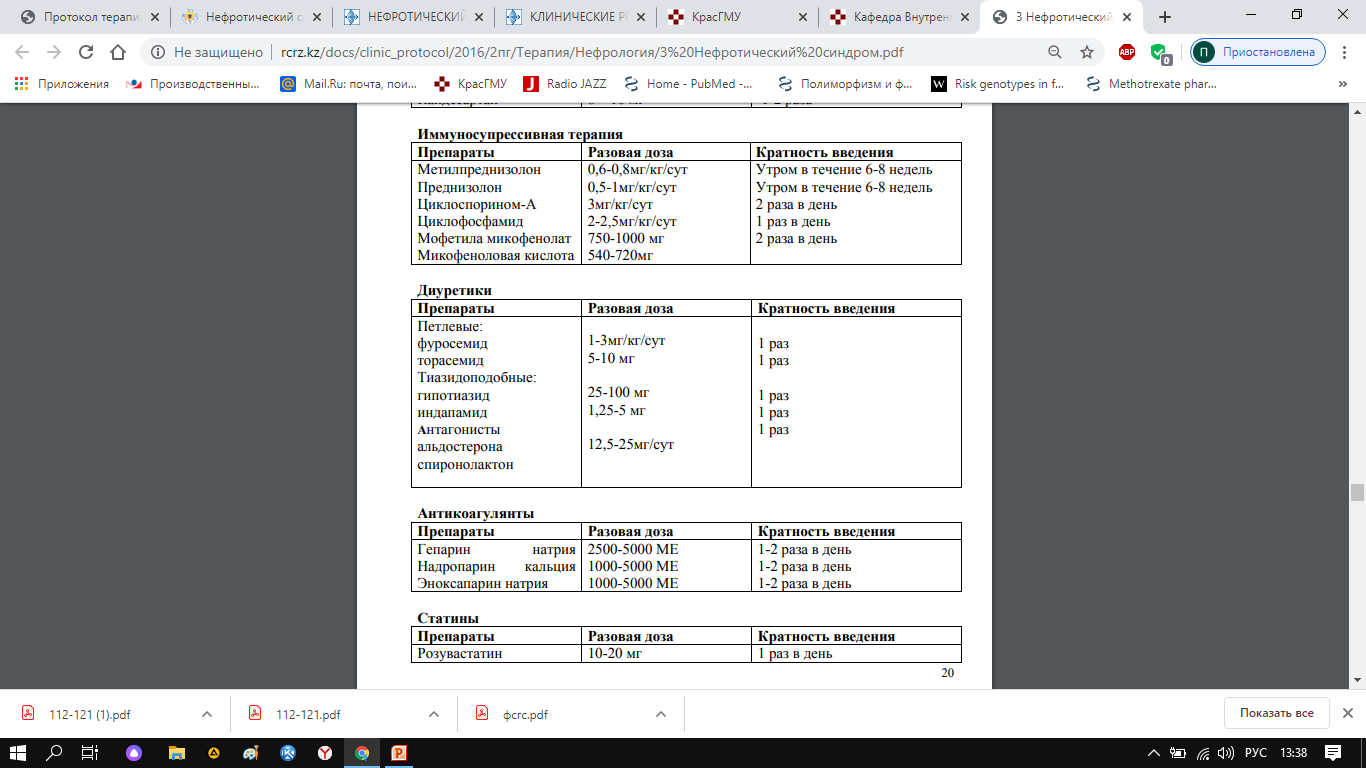 Протокол терапи
Нефротический с
НЕФРОТИЧЕСКИЙ
КЛИНИЧЕСКИЕ РЕ
КрасГМУ
Кафедра Внутрен
3 Нефротический
Не защищено
rcrz.kz/docs/clinic_protocol/2016/2пг/Терапия/Нефрология/3%20Нефротический%20синдром.pdf
ABP
0
П
Приостановлена
Приложения
Производственны...
Mail.Ru: почта, пои...
КрасГМУ
Radio JAZZ
Home - PubMed -...
Полиморфизм и ф...
W
Risk genotypes in f...
Methotrexate phar...
Иммуносупрессивная терапия
Препараты Разовая доза Кратность введения
Метилпреднизолон 0,6-0,8мг/кг/сут Утром в течение 6-8 недель
Преднизолон 0,5-1мг/кг/сут Утром в течение 6-8 недель
Циклоспорином-А 3мг/кг/сут 2 раза в день
Циклофосфамид 2-2,5мг/кг/сут 1 раз в день
Мофетила микофенолат 750-1000 мг 2 раза в день
Микофеноловая кислота 540-720мг
Диуретики
Препараты Разовая доза Кратность введения
Петлевые:
фуросемид 1-3мг/кг/сут 1 раз
торасемид 5-10 мг 1 раз
Тиазидоподобные:
гипотиазид 25-100 мг 1 раз
индапамид 1,25-5 мг 1 раз
Антагонисты 1 раз
альдостерона 12,5-25мг/сут
спиронолактон
Антикоагулянты
Препараты Разовая доза Кратность введения
Гепарин натрия 2500-5000 МЕ 1-2 раза в день
Надропарин кальция 1000-5000 МЕ 1-2 раза в день
Эноксапарин натрия 1000-5000 МЕ 1-2 раза в день
Статины
Препараты Разовая доза Кратность введения
Розувастатин 10-20 мг 1 раз в день
20
112-121 (1).pdf
112-121.pdf
фсгс.pdf
Показать все
РУС
13:38